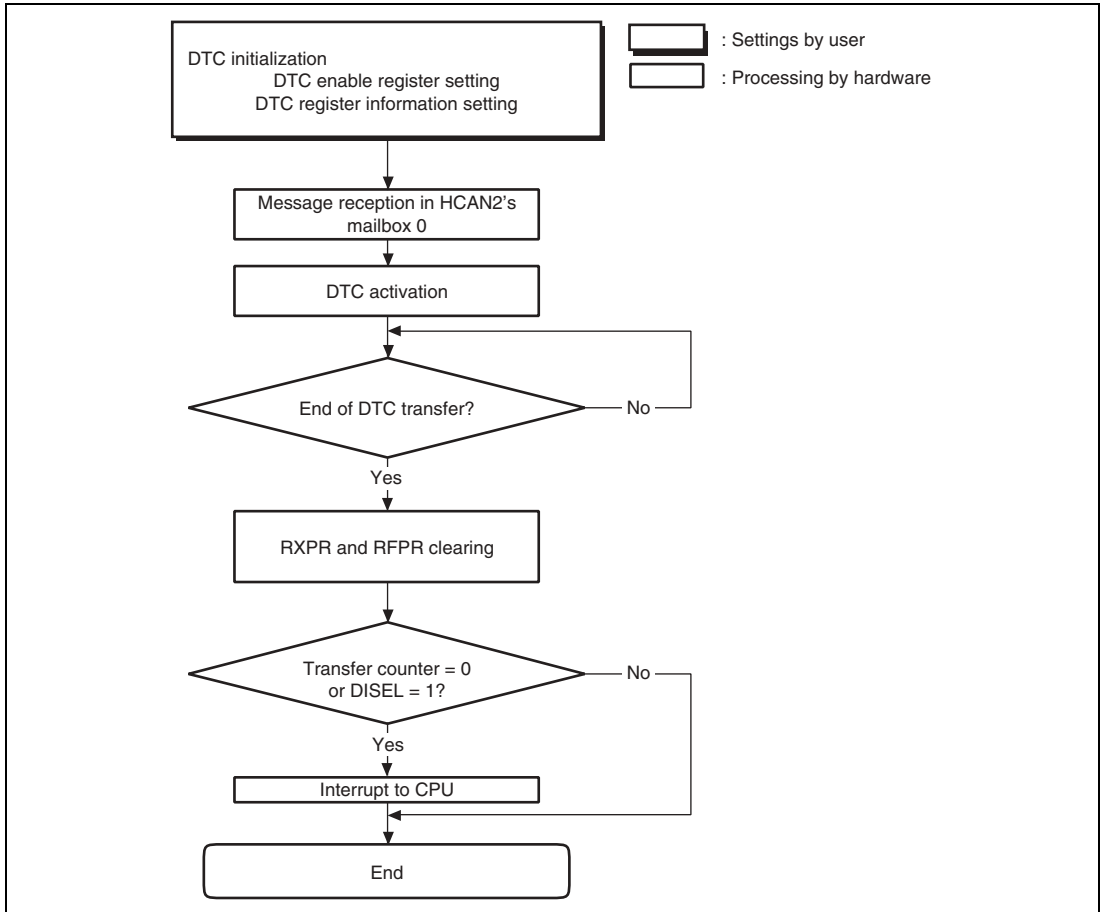 DTC initialization
DTC enable register setting
DTC register information setting
: Settings by user
: Processing by hardware
Message reception in HCAN2's
mailbox 0
DTC activation
End of DTC transfer?
No
Yes
RXPR and RFPR clearing
Transfer counter = 0
or DISEL = 1?
No
Yes
Interrupt to CPU
End